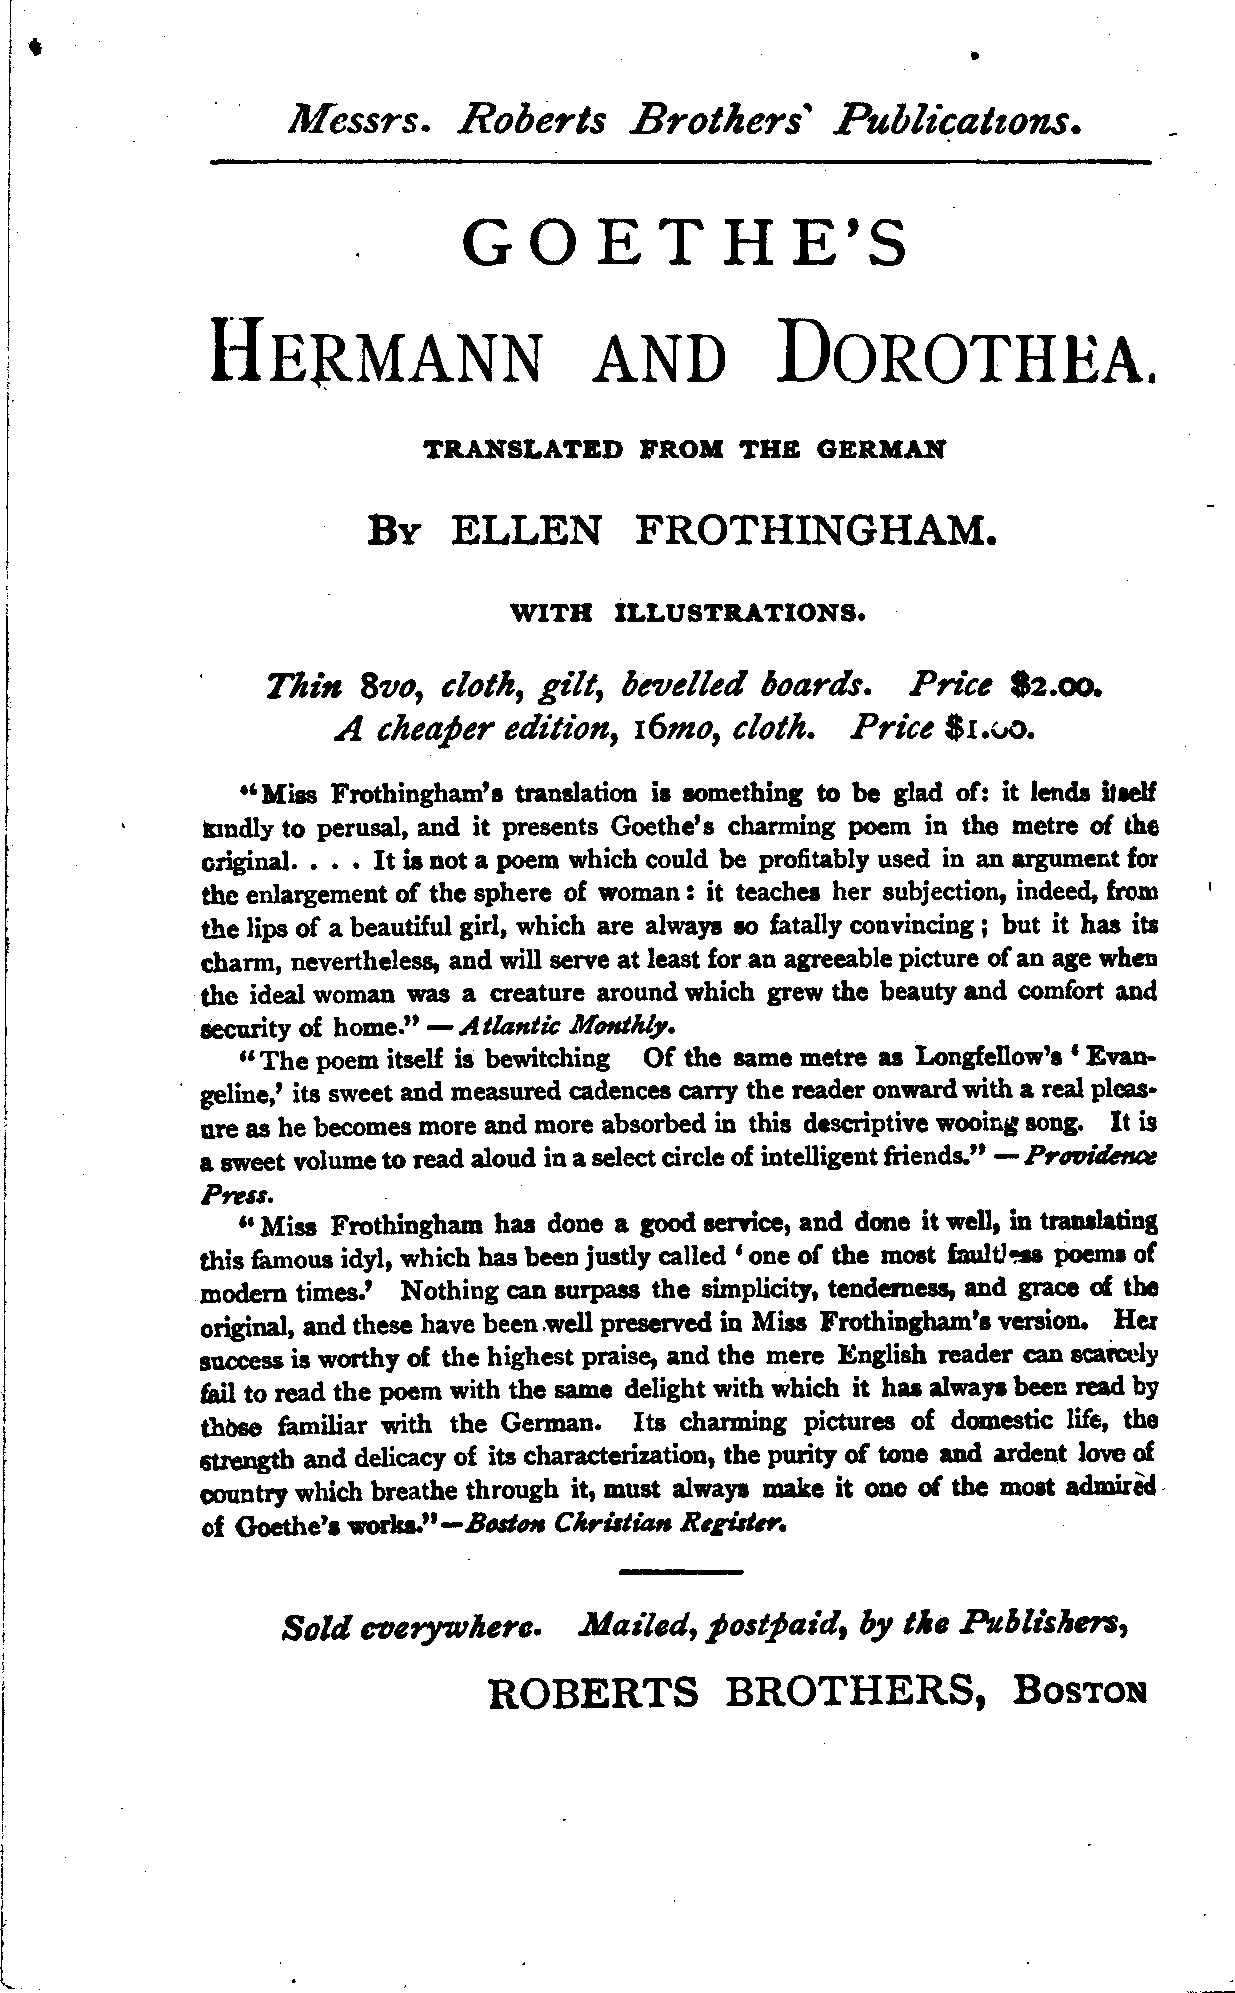 Messrs. Roberts Brothers' Publications.
GOETHE'S
HERMANN AND DOROTHEA.
TRANSLATED FROM THE GERMAN
BY ELLEN FROTHINGHAM.
WITH ILLUSTRATIONS.
Thin 8vo, cloth, gilt, bevelled boards. Price $2.00.
A cheaper edition, 16mo, cloth. Price $1.00.
"Miss Frothingham's translation is something to be glad of: it lends itself
kindly to perusal, and it presents Goethe's charming poem in the metre of the
original. . . . It is not a poem which could be profitably used in an argument for
the enlargement of the sphere of woman: it teaches her subjection, indeed, from
the lips of a beautiful girl, which are always so fatally convincing; but it has its
charm, nevertheless, and will serve at least for an agreeable picture of an age when
the ideal woman was a creature around which grew the beauty and comfort and
security of home." — Atlantic Monthly.
"The poem itself is bewitching Of the same metre as Longfellow's 'Evan-
geline,' its sweet and measured cadences carry the reader onward with a real pleas-
ure as he becomes more and more absorbed in this descriptive wooing song. It is
a sweet volume to read aloud in a select circle of intelligent friends." — Providence
Press.
"Miss Frothingham has done a good service, and done it well, in translating
this famous idyl, which has been justly called 'one of the most faultless poems of
modern times.' Nothing can surpass the simplicity, tenderness, and grace of the
original, and these have been well preserved in Miss Frothingham's version. Her
success is worthy of the highest praise, and the mere English reader can scarcely
fail to read the poem with the same delight with which it has always been read by
those familiar with the German. Its charming pictures of domestic life, the
strength and delicacy of its characterization, the purity of tone and ardent love of
country which breathe through it, must always make it one of the most admired
of Goethe's works." — Boston Christian Register.
Sold everywhere. Mailed, postpaid, by the Publishers,
ROBERTS BROTHERS, BOSTON